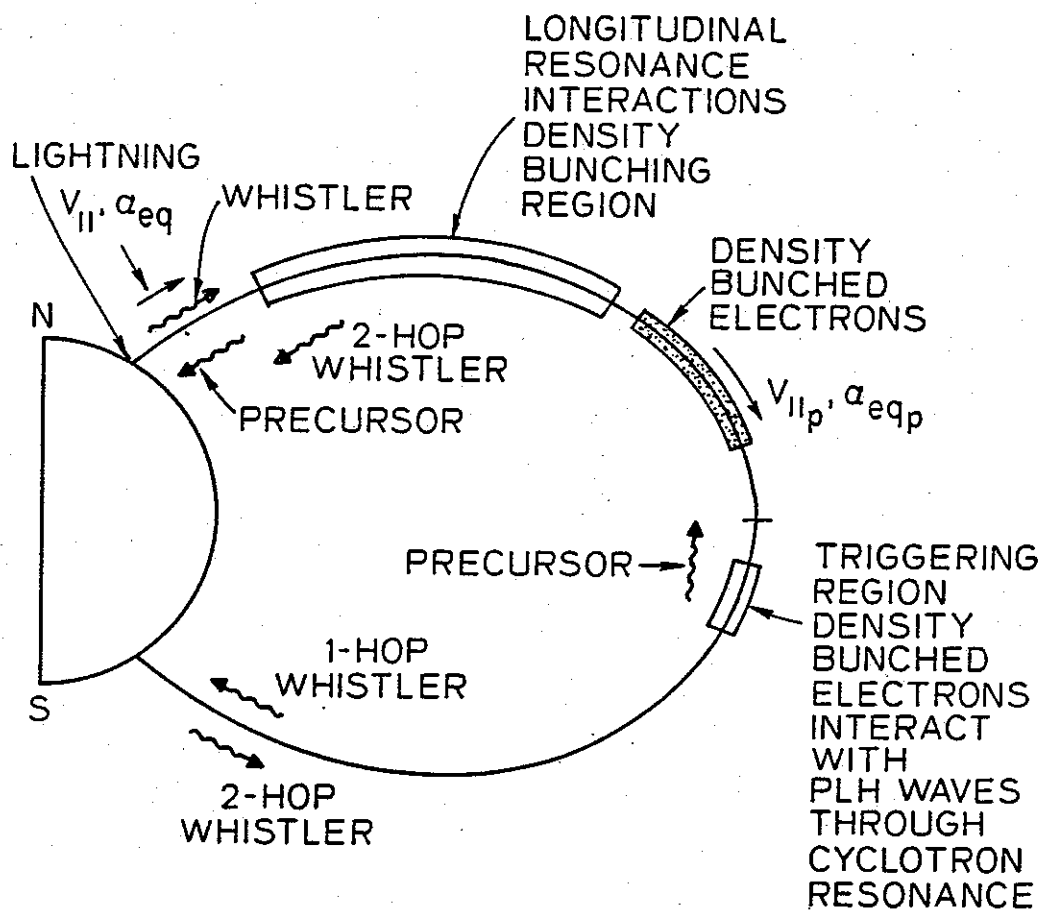 LONGITUDINAL
RESONANCE
INTERACTIONS
DENSITY
BUNCHING
REGION
LIGHTNING
V||, αeq
WHISTLER
DENSITY
BUNCHED
ELECTRONS
N
2-HOP
WHISTLER
PRECURSOR
V||p, αeqp
PRECURSOR
TRIGGERING
REGION
DENSITY
BUNCHED
ELECTRONS
INTERACT
WITH
PLH WAVES
THROUGH
CYCLOTRON
RESONANCE
1-HOP
WHISTLER
S
2-HOP
WHISTLER